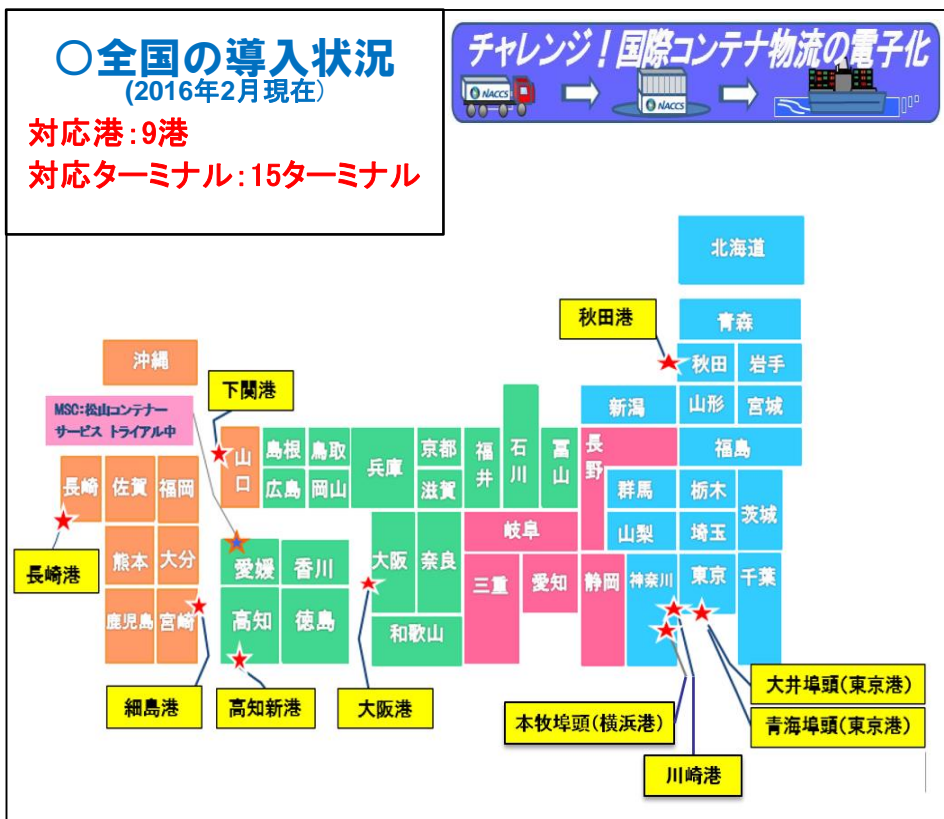 〇全国の導入状況
(2016年2月現在)
対応港:9港
対応ターミナル:15ターミナル
チャレンジ!国際コンテナ物流の電子化
NACCS
NACCS
北海道
秋田港
青森
沖縄
秋田
岩手
下関港
MSC:松山コンテナー
サービス トライアル中
新潟
山形
宮城
山口
島根
鳥取
兵庫
京都
福井
石川
富山
長野
福島
広島
岡山
滋賀
長崎
佐賀
福岡
群馬
栃木
茨城
岐阜
山梨
埼玉
長崎港
熊本
大分
愛媛
香川
大阪
奈良
三重
愛知
静岡
神奈川
東京
千葉
鹿児島
宮崎
高知
徳島
和歌山
細島港
高知新港
大阪港
本牧埠頭(横浜港)
大井埠頭(東京港)
青海埠頭(東京港)
川崎港